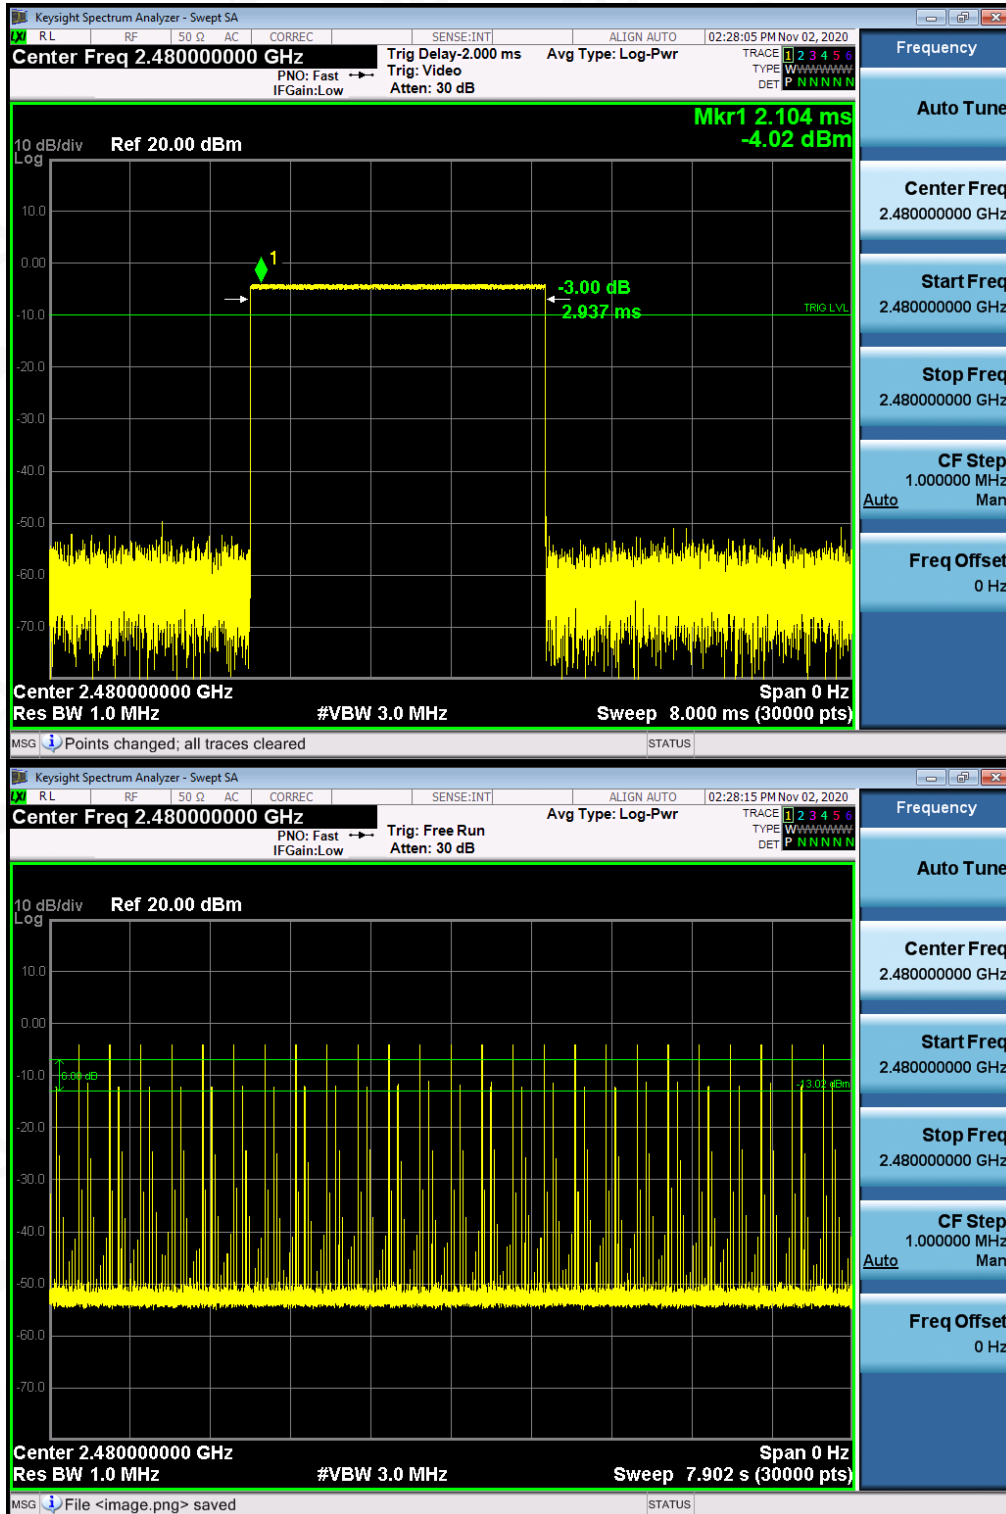 Keysight Spectrum Analyzer - Swept SA
LXI RL RF 50 Ω AC CORREC SENSE:INT ALIGN AUTO 02:28:05 PM Nov 02, 2020
Center Freq 2.480000000 GHz Trig Delay-2.000 ms Avg Type: Log-Pwr TRACE 1 2 3 4 5 6
PNO: Fast Trig: Video TYPE WWWWWW
IFGain:Low Atten: 30 dB DET P N N N N N
Mkr1 2.104 ms
-4.02 dBm
10 dB/div Ref 20.00 dBm
Log
10.0
0.00
1
-3.00 dB
2.937 ms
TRIG LVL
-10.0
-20.0
-30.0
-40.0
-50.0
-60.0
-70.0
Center 2.480000000 GHz Span 0 Hz
Res BW 1.0 MHz #VBW 3.0 MHz Sweep 8.000 ms (30000 pts)
MSG Points changed; all traces cleared STATUS
Frequency
Auto Tune
Center Freq
2.480000000 GHz
Start Freq
2.480000000 GHz
Stop Freq
2.480000000 GHz
CF Step
1.000000 MHz
Auto Man
Freq Offset
0 Hz
Keysight Spectrum Analyzer - Swept SA
LXI RL RF 50 Ω AC CORREC SENSE:INT ALIGN AUTO 02:28:15 PM Nov 02, 2020
Center Freq 2.480000000 GHz Avg Type: Log-Pwr TRACE 1 2 3 4 5 6
PNO: Fast Trig: Free Run TYPE WWWWWW
IFGain:Low Atten: 30 dB DET P N N N N N
10 dB/div Ref 20.00 dBm
Log
10.0
0.00
-10.0
6.00 dB
-13.02 dBm
-20.0
-30.0
-40.0
-50.0
-60.0
-70.0
Center 2.480000000 GHz Span 0 Hz
Res BW 1.0 MHz #VBW 3.0 MHz Sweep 7.902 s (30000 pts)
MSG File <image.png> saved STATUS
Frequency
Auto Tune
Center Freq
2.480000000 GHz
Start Freq
2.480000000 GHz
Stop Freq
2.480000000 GHz
CF Step
1.000000 MHz
Auto Man
Freq Offset
0 Hz